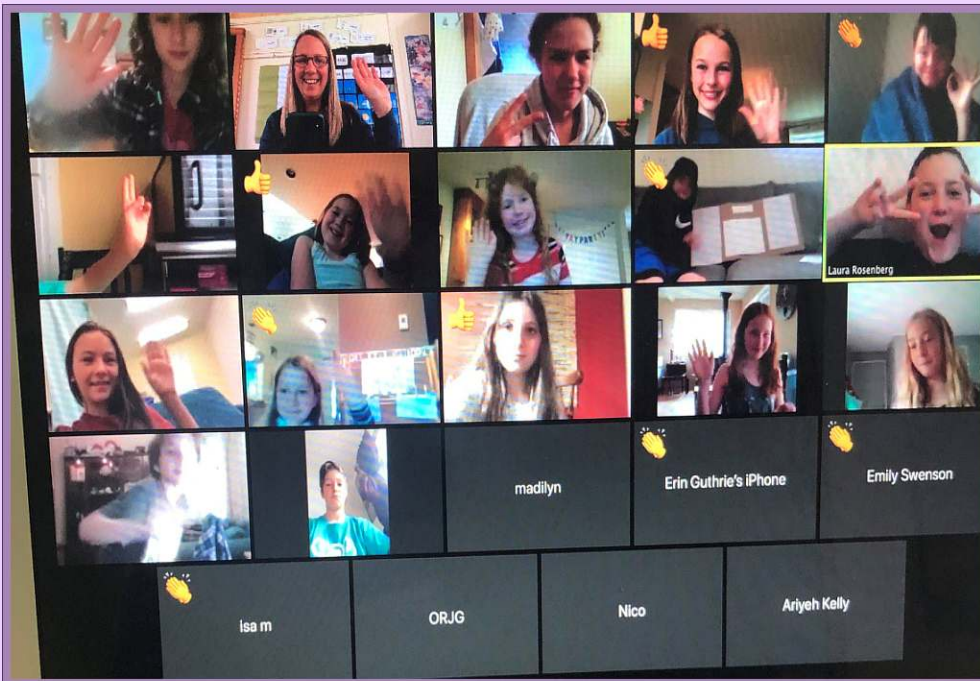 Laura Rosenberg
madilyn
Erin Guthrie's iPhone
Emily Swenson
Isa m
ORJG
Nico
Ariyeh Kelly